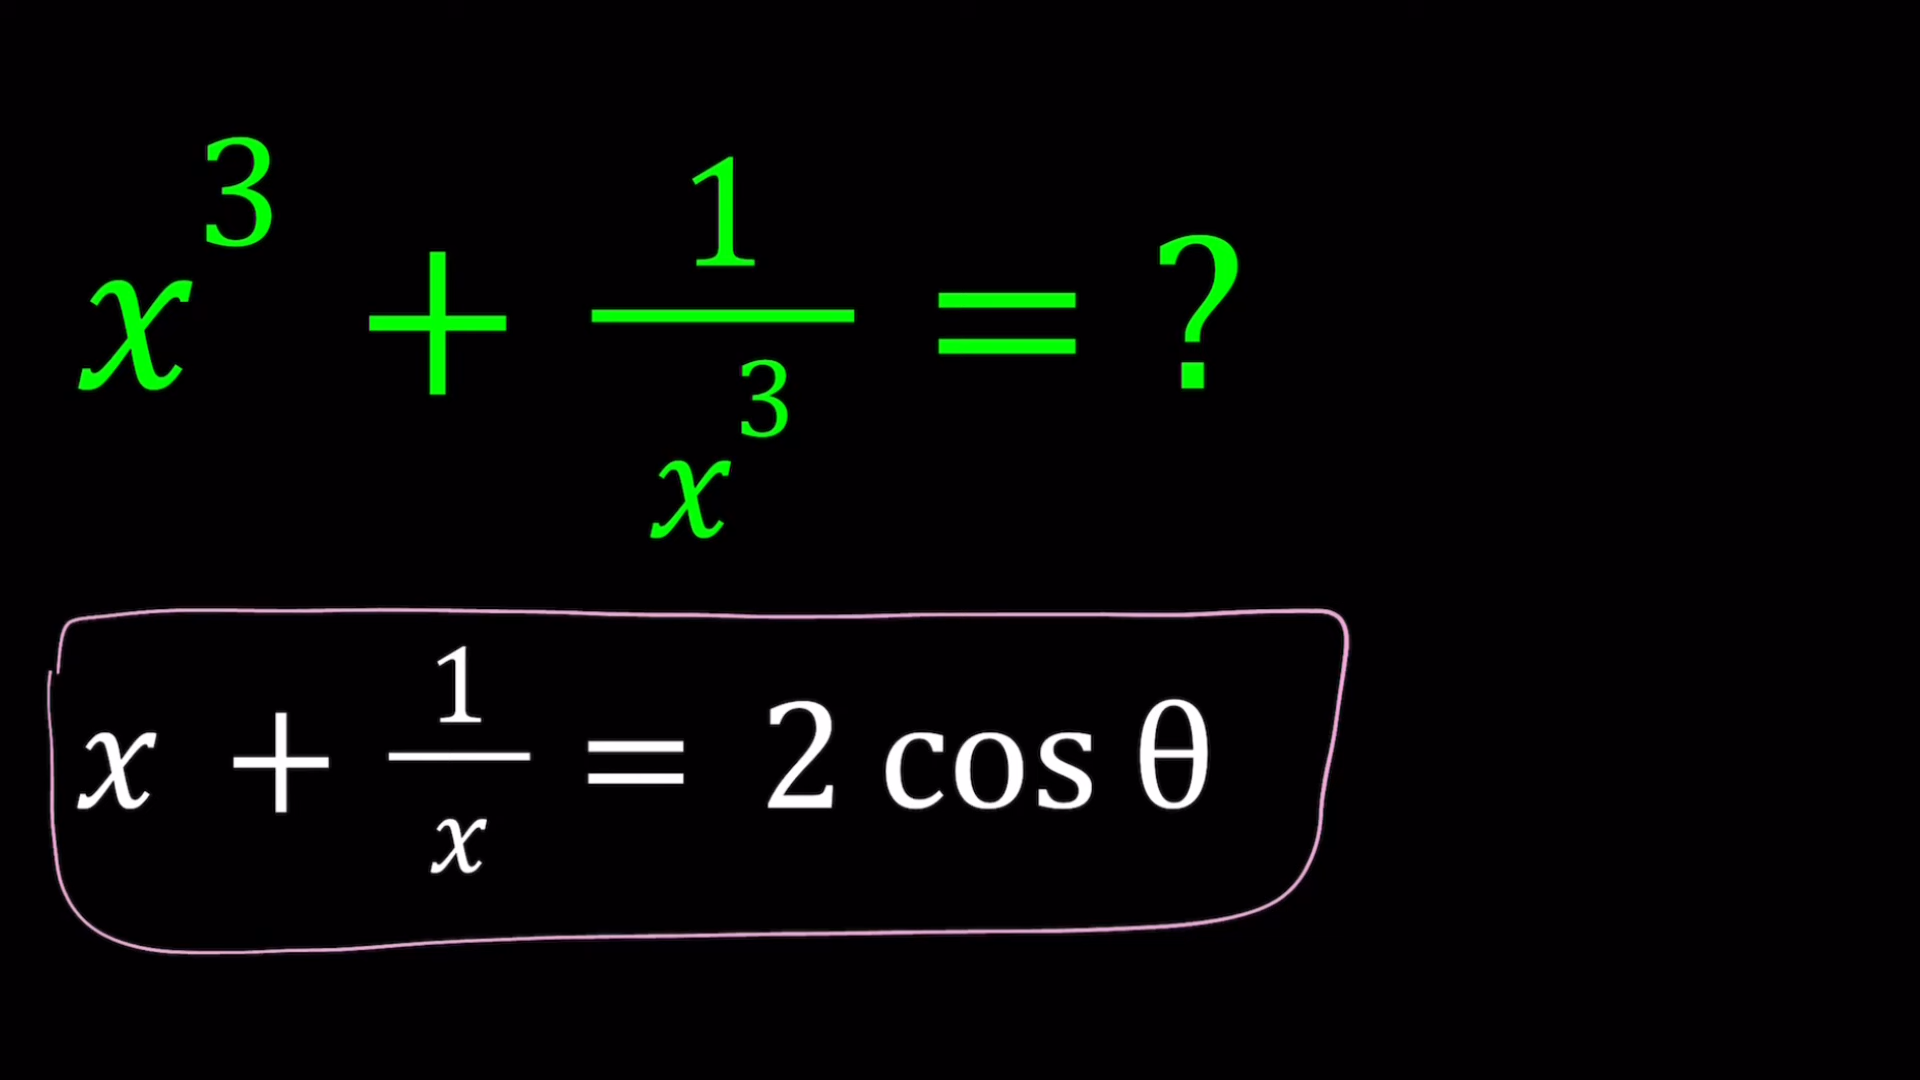 x³ + 1/x³ = ?
x + 1/x = 2 cos θ